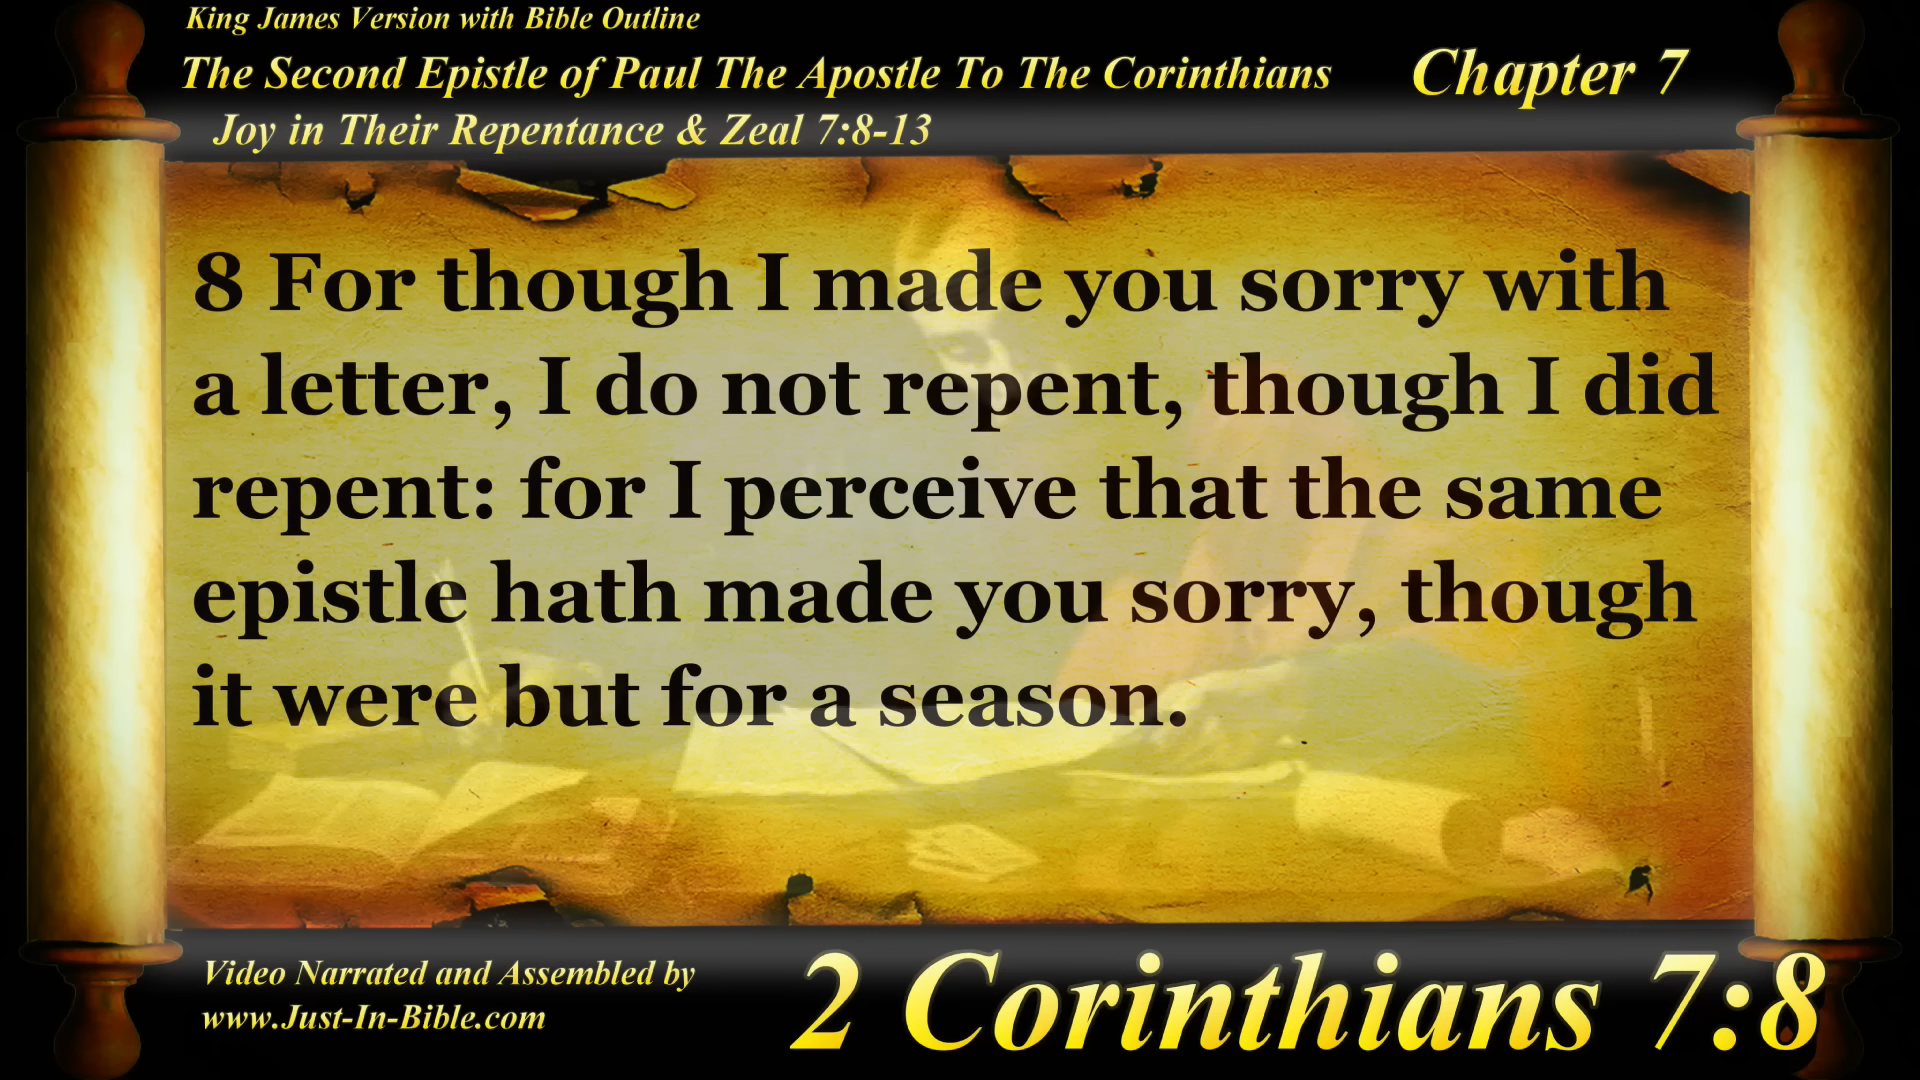 King James Version with Bible Outline
The Second Epistle of Paul The Apostle To The Corinthians
Chapter 7
Joy in Their Repentance & Zeal 7:8-13
8 For though I made you sorry with
a letter, I do not repent, though I did
repent: for I perceive that the same
epistle hath made you sorry, though
it were but for a season.
Video Narrated and Assembled by
www.Just-In-Bible.com
2 Corinthians 7:8